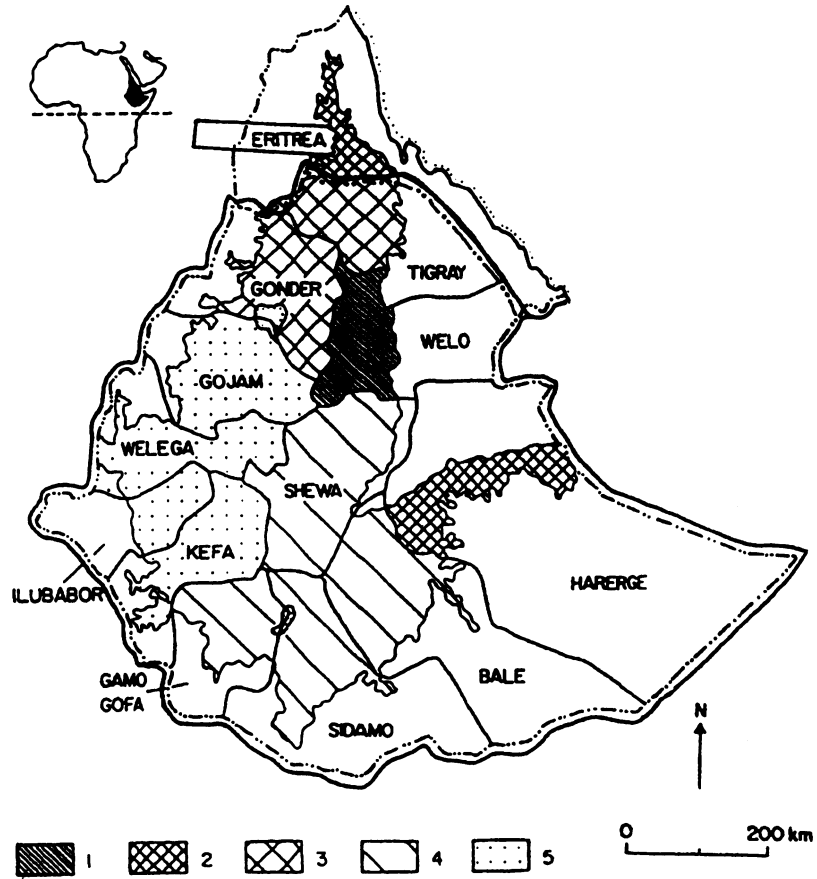 ERITREA
TIGRAY
GONDER
WELO
GOJAM
WELEGA
SHEWA
KEFA
ILUBABOR
HARERGE
GAMO
GOFA
BALE
SIDAMO
N
0 200 km
1 2 3 4 5